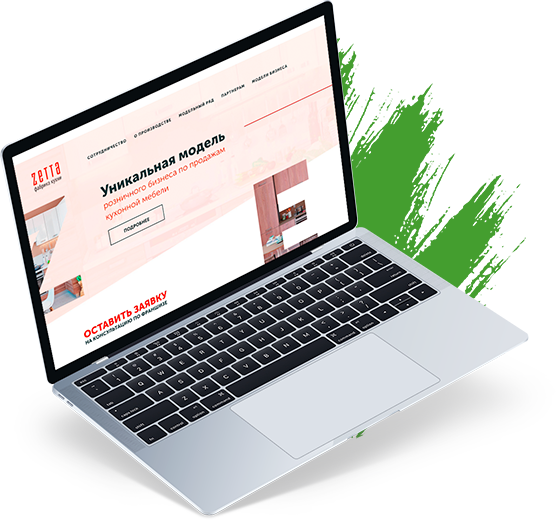 СОТРУДНИЧЕСТВО О ПРОИЗВОДСТВЕ МОДЕЛЬНЫЙ РЯД ПАРТНЕРАМ МОДЕЛИ БИЗНЕСА
ZETTA
фабрика кухни
Уникальная модель
розничного бизнеса по продажам
кухонной мебели
ПОДРОБНЕЕ
ОСТАВИТЬ ЗАЯВКУ
НА КОНСУЛЬТАЦИЮ ПО ФРАНШИЗЕ